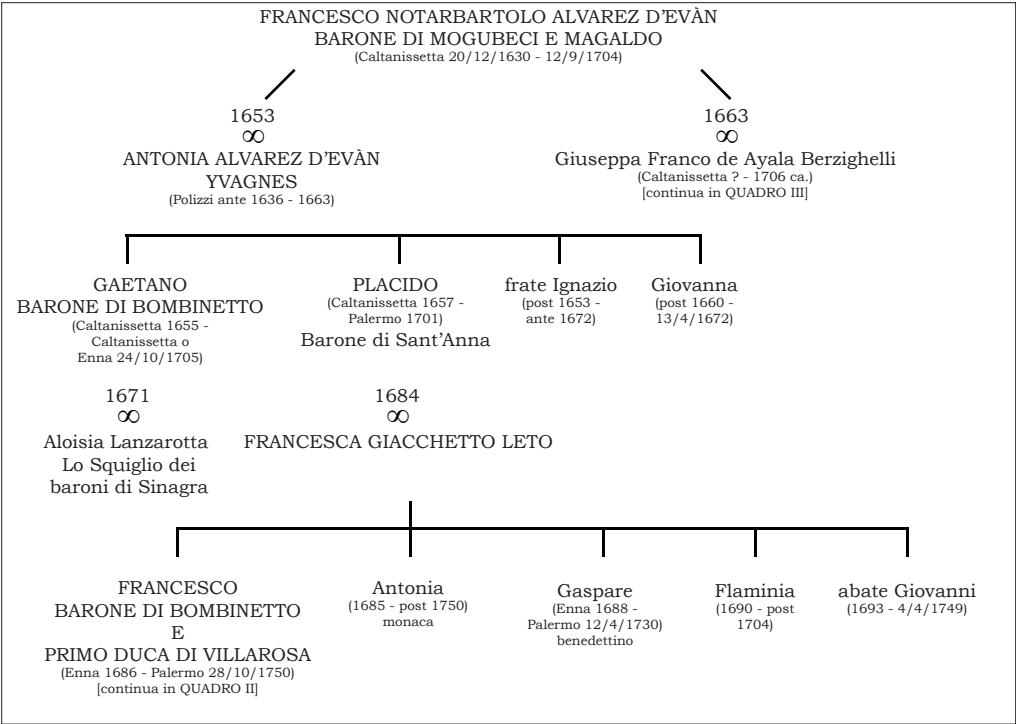 FRANCESCO NOTARBARTOLO ALVAREZ D'EVÀN
BARONE DI MOGUBECI E MAGALDO
(Caltanissetta 20/12/1630 - 12/9/1704)
1653
∞
ANTONIA ALVAREZ D'EVÀN
YVAGNES
(Polizzi ante 1636 - 1663)
1663
∞
Giuseppa Franco de Ayala Berzighelli
(Caltanissetta ? - 1706 ca.)
[continua in QUADRO III]
GAETANO
BARONE DI BOMBINETTO
(Caltanissetta 1655 -
Caltanissetta o
Enna 24/10/1705)
PLACIDO
(Caltanissetta 1657 -
Palermo 1701)
Barone di Sant'Anna
frate Ignazio
(post 1653 -
ante 1672)
Giovanna
(post 1660 -
13/4/1672)
1671
∞
Aloisia Lanzarotta
Lo Squiglio dei
baroni di Sinagra
1684
∞
FRANCESCA GIACCHETTO LETO
FRANCESCO
BARONE DI BOMBINETTO
E
PRIMO DUCA DI VILLAROSA
(Enna 1686 - Palermo 28/10/1750)
[continua in QUADRO II]
Antonia
(1685 - post 1750)
monaca
Gaspare
(Enna 1688 -
Palermo 12/4/1730)
benedettino
Flaminia
(1690 - post
1704)
abate Giovanni
(1693 - 4/4/1749)